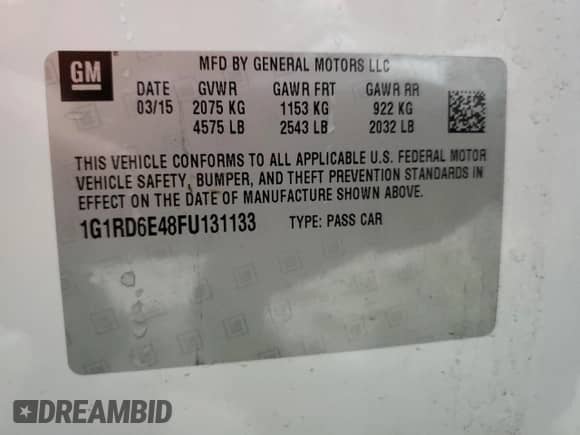 GM
MFD BY GENERAL MOTORS LLC
DATE GVWR GAWR FRT GAWR RR
03/15 2075 KG 1153 KG 922 KG
4575 LB 2543 LB 2032 LB
THIS VEHICLE CONFORMS TO ALL APPLICABLE U.S. FEDERAL MOTOR
VEHICLE SAFETY, BUMPER, AND THEFT PREVENTION STANDARDS IN
EFFECT ON THE DATE OF MANUFACTURE SHOWN ABOVE.
1G1RD6E48FU131133 TYPE: PASS CAR
DREAMBID